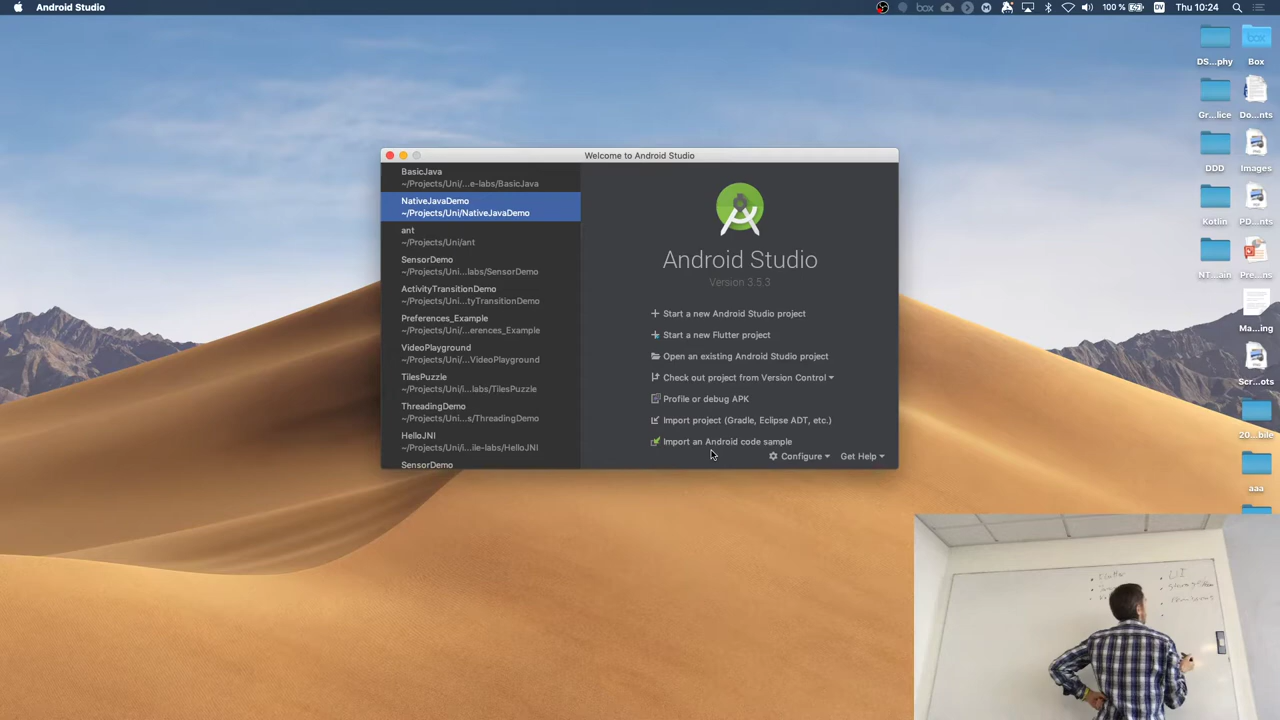 Android Studio
box
100 %
DV
Thu 10:24
DS...phy
Box
Gr...lice
Do...nts
DDD
Images
Kotlin
PD...ns
NT...ain
Pre...ns
Ma...ing
Scr...ots
20...bile
aaa
Welcome to Android Studio
BasicJava
~/Projects/Uni/...e-labs/BasicJava
NativeJavaDemo
~/Projects/Uni/NativeJavaDemo
ant
~/Projects/Uni/ant
SensorDemo
~/Projects/Uni...labs/SensorDemo
ActivityTransitionDemo
~/Projects/Uni...tyTransitionDemo
Preferences_Example
~/Projects/Uni/...erences_Example
VideoPlayground
~/Projects/Uni/...VideoPlayground
TilesPuzzle
~/Projects/Uni/i...labs/TilesPuzzle
ThreadingDemo
~/Projects/Uni/...s/ThreadingDemo
HelloJNI
~/Projects/Uni/i...ile-labs/HelloJNI
SensorDemo
Android Studio
Version 3.5.3
Start a new Android Studio project
Start a new Flutter project
Open an existing Android Studio project
Check out project from Version Control
Profile or debug APK
Import project (Gradle, Eclipse ADT, etc.)
Import an Android code sample
Configure
Get Help
UI